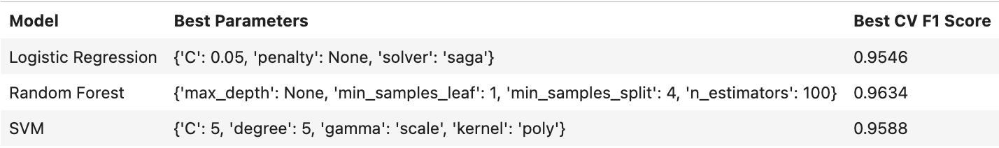 Model Best Parameters Best CV F1 Score
Logistic Regression {'C': 0.05, 'penalty': None, 'solver': 'saga'} 0.9546
Random Forest {'max_depth': None, 'min_samples_leaf': 1, 'min_samples_split': 4, 'n_estimators': 100} 0.9634
SVM {'C': 5, 'degree': 5, 'gamma': 'scale', 'kernel': 'poly'} 0.9588